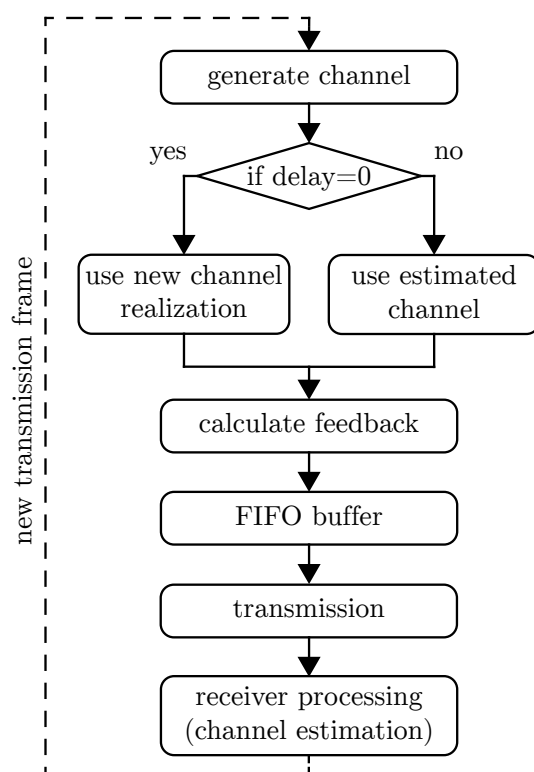 generate channel
yes
no
if delay=0
use new channel
realization
use estimated
channel
calculate feedback
FIFO buffer
transmission
receiver processing
(channel estimation)
new transmission frame